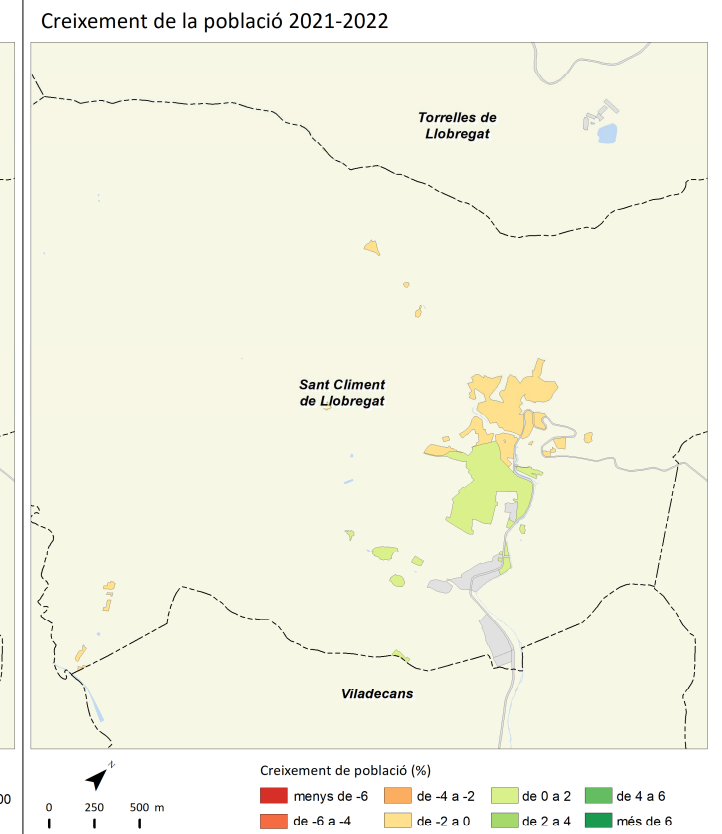 Creixement de la població 2021-2022
Torrelles de
Llobregat
Sant Climent
de Llobregat
Viladecans
N
00
0 250 500 m
Creixement de població (%)
menys de -6
de -4 a -2
de 0 a 2
de 4 a 6
de -6 a -4
de -2 a 0
de 2 a 4
més de 6